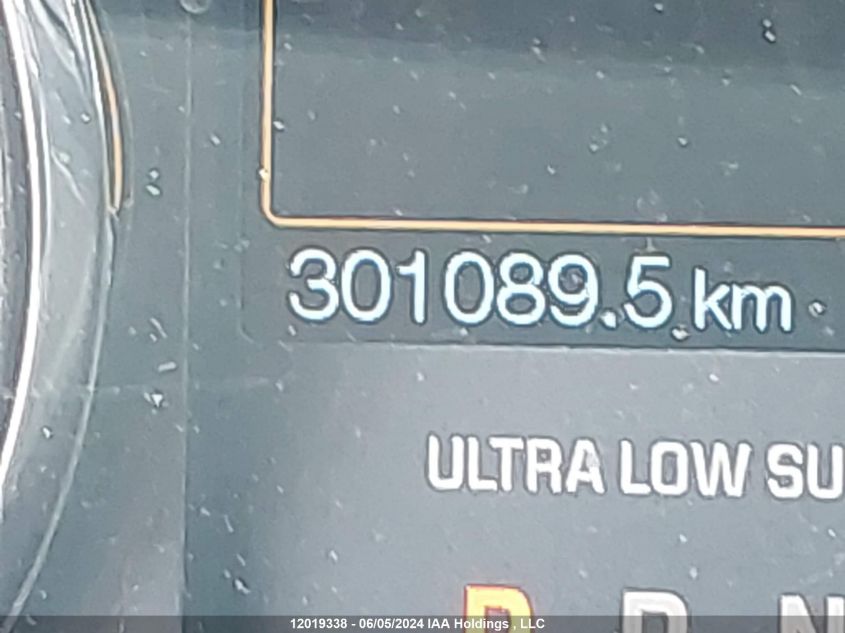 301089.5 km
ULTRA LOW SU
P R N
12019338 - 06/05/2024 IAA Holdings , LLC